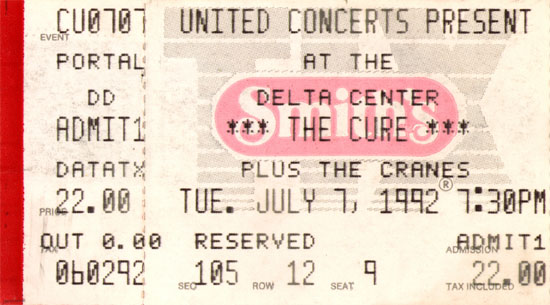 CU0707 UNITED CONCERTS PRESENT
EVENT
PORTAL AT THE
DD DELTA CENTER
Smith's
ADMIT1 *** THE CURE ***
DATATX PLUS THE CRANES
PRICE 22.00 TUE. JULY 7, 1992 ® 7:30PM
OUT 0.00 RESERVED ADMIT1
TAX ADMISSION
060292 SEC 105 ROW 12 SEAT 9 22.00
TAX INCLUDED